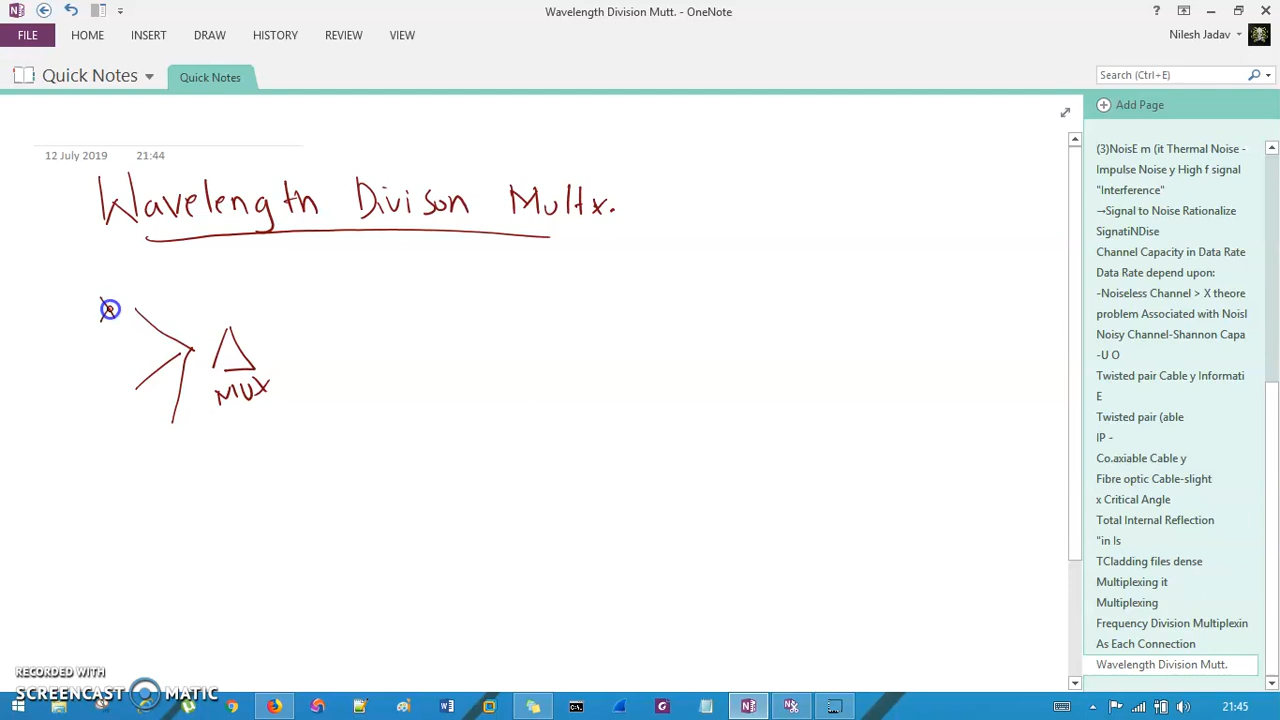 Wavelength Division Mutt. - OneNote
FILE HOME INSERT DRAW HISTORY REVIEW VIEW
Nilesh Jadav
Quick Notes
Quick Notes
Search (Ctrl+E)
Add Page
12 July 2019 21:44
Wavelength Divison Multx.
MUX
(3)NoisE m (it Thermal Noise -
Impulse Noise y High f signal
"Interference"
→Signal to Noise Rationalize
SignatiNDise
Channel Capacity in Data Rate
Data Rate depend upon:
-Noiseless Channel > X theore
problem Associated with Noisl
Noisy Channel-Shannon Capa
-U O
Twisted pair Cable y Informati
E
Twisted pair (able
IP -
Co.axiable Cable y
Fibre optic Cable-slight
x Critical Angle
Total Internal Reflection
"in Is
TCladding files dense
Multiplexing it
Multiplexing
Frequency Division Multiplexin
As Each Connection
Wavelength Division Mutt.
RECORDED WITH
SCREENCAST MATIC
21:45